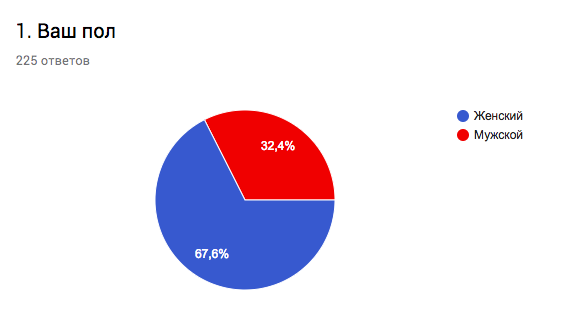 1. Ваш пол
225 ответов
Женский
Мужской
32,4%
67,6%